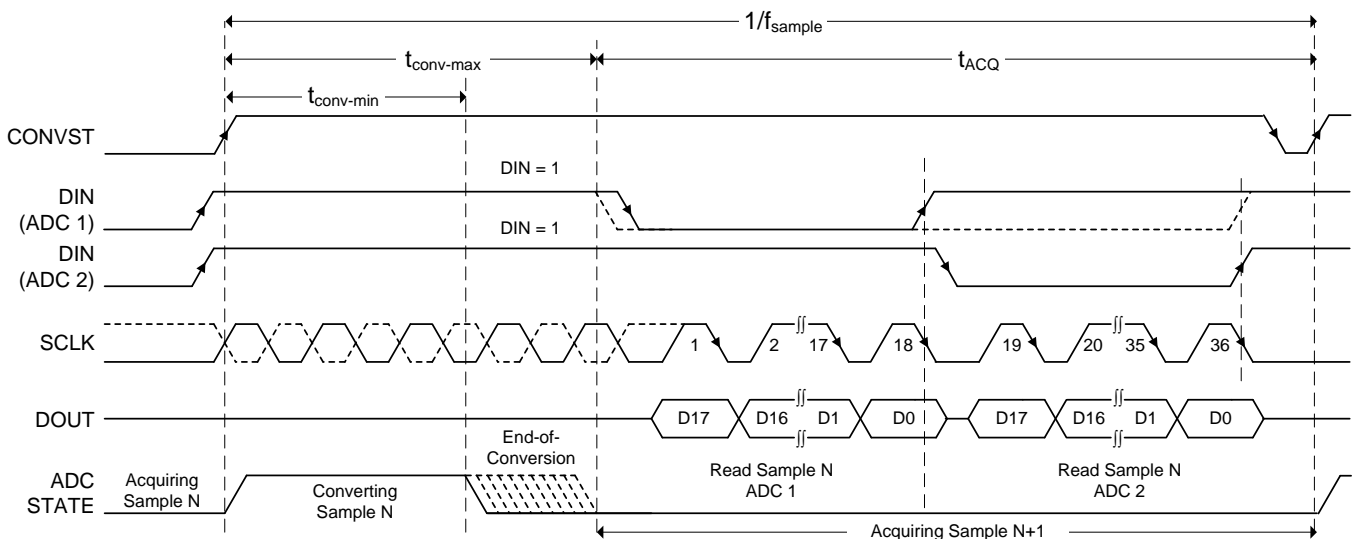 1/fsample
tconv-max
tACQ
tconv-min
CONVST
DIN = 1
DIN
(ADC 1)
DIN = 1
DIN
(ADC 2)
SCLK
1 2 ∫∫ 17 18 19 20 ∫∫ 35 36
DOUT
D17 D16 ∫∫ D1 D0 D17 D16 ∫∫ D1 D0
∫∫ ∫∫
End-of-
Conversion
ADC
STATE
Acquiring
Sample N
Converting
Sample N
Read Sample N
ADC 1
Read Sample N
ADC 2
Acquiring Sample N+1